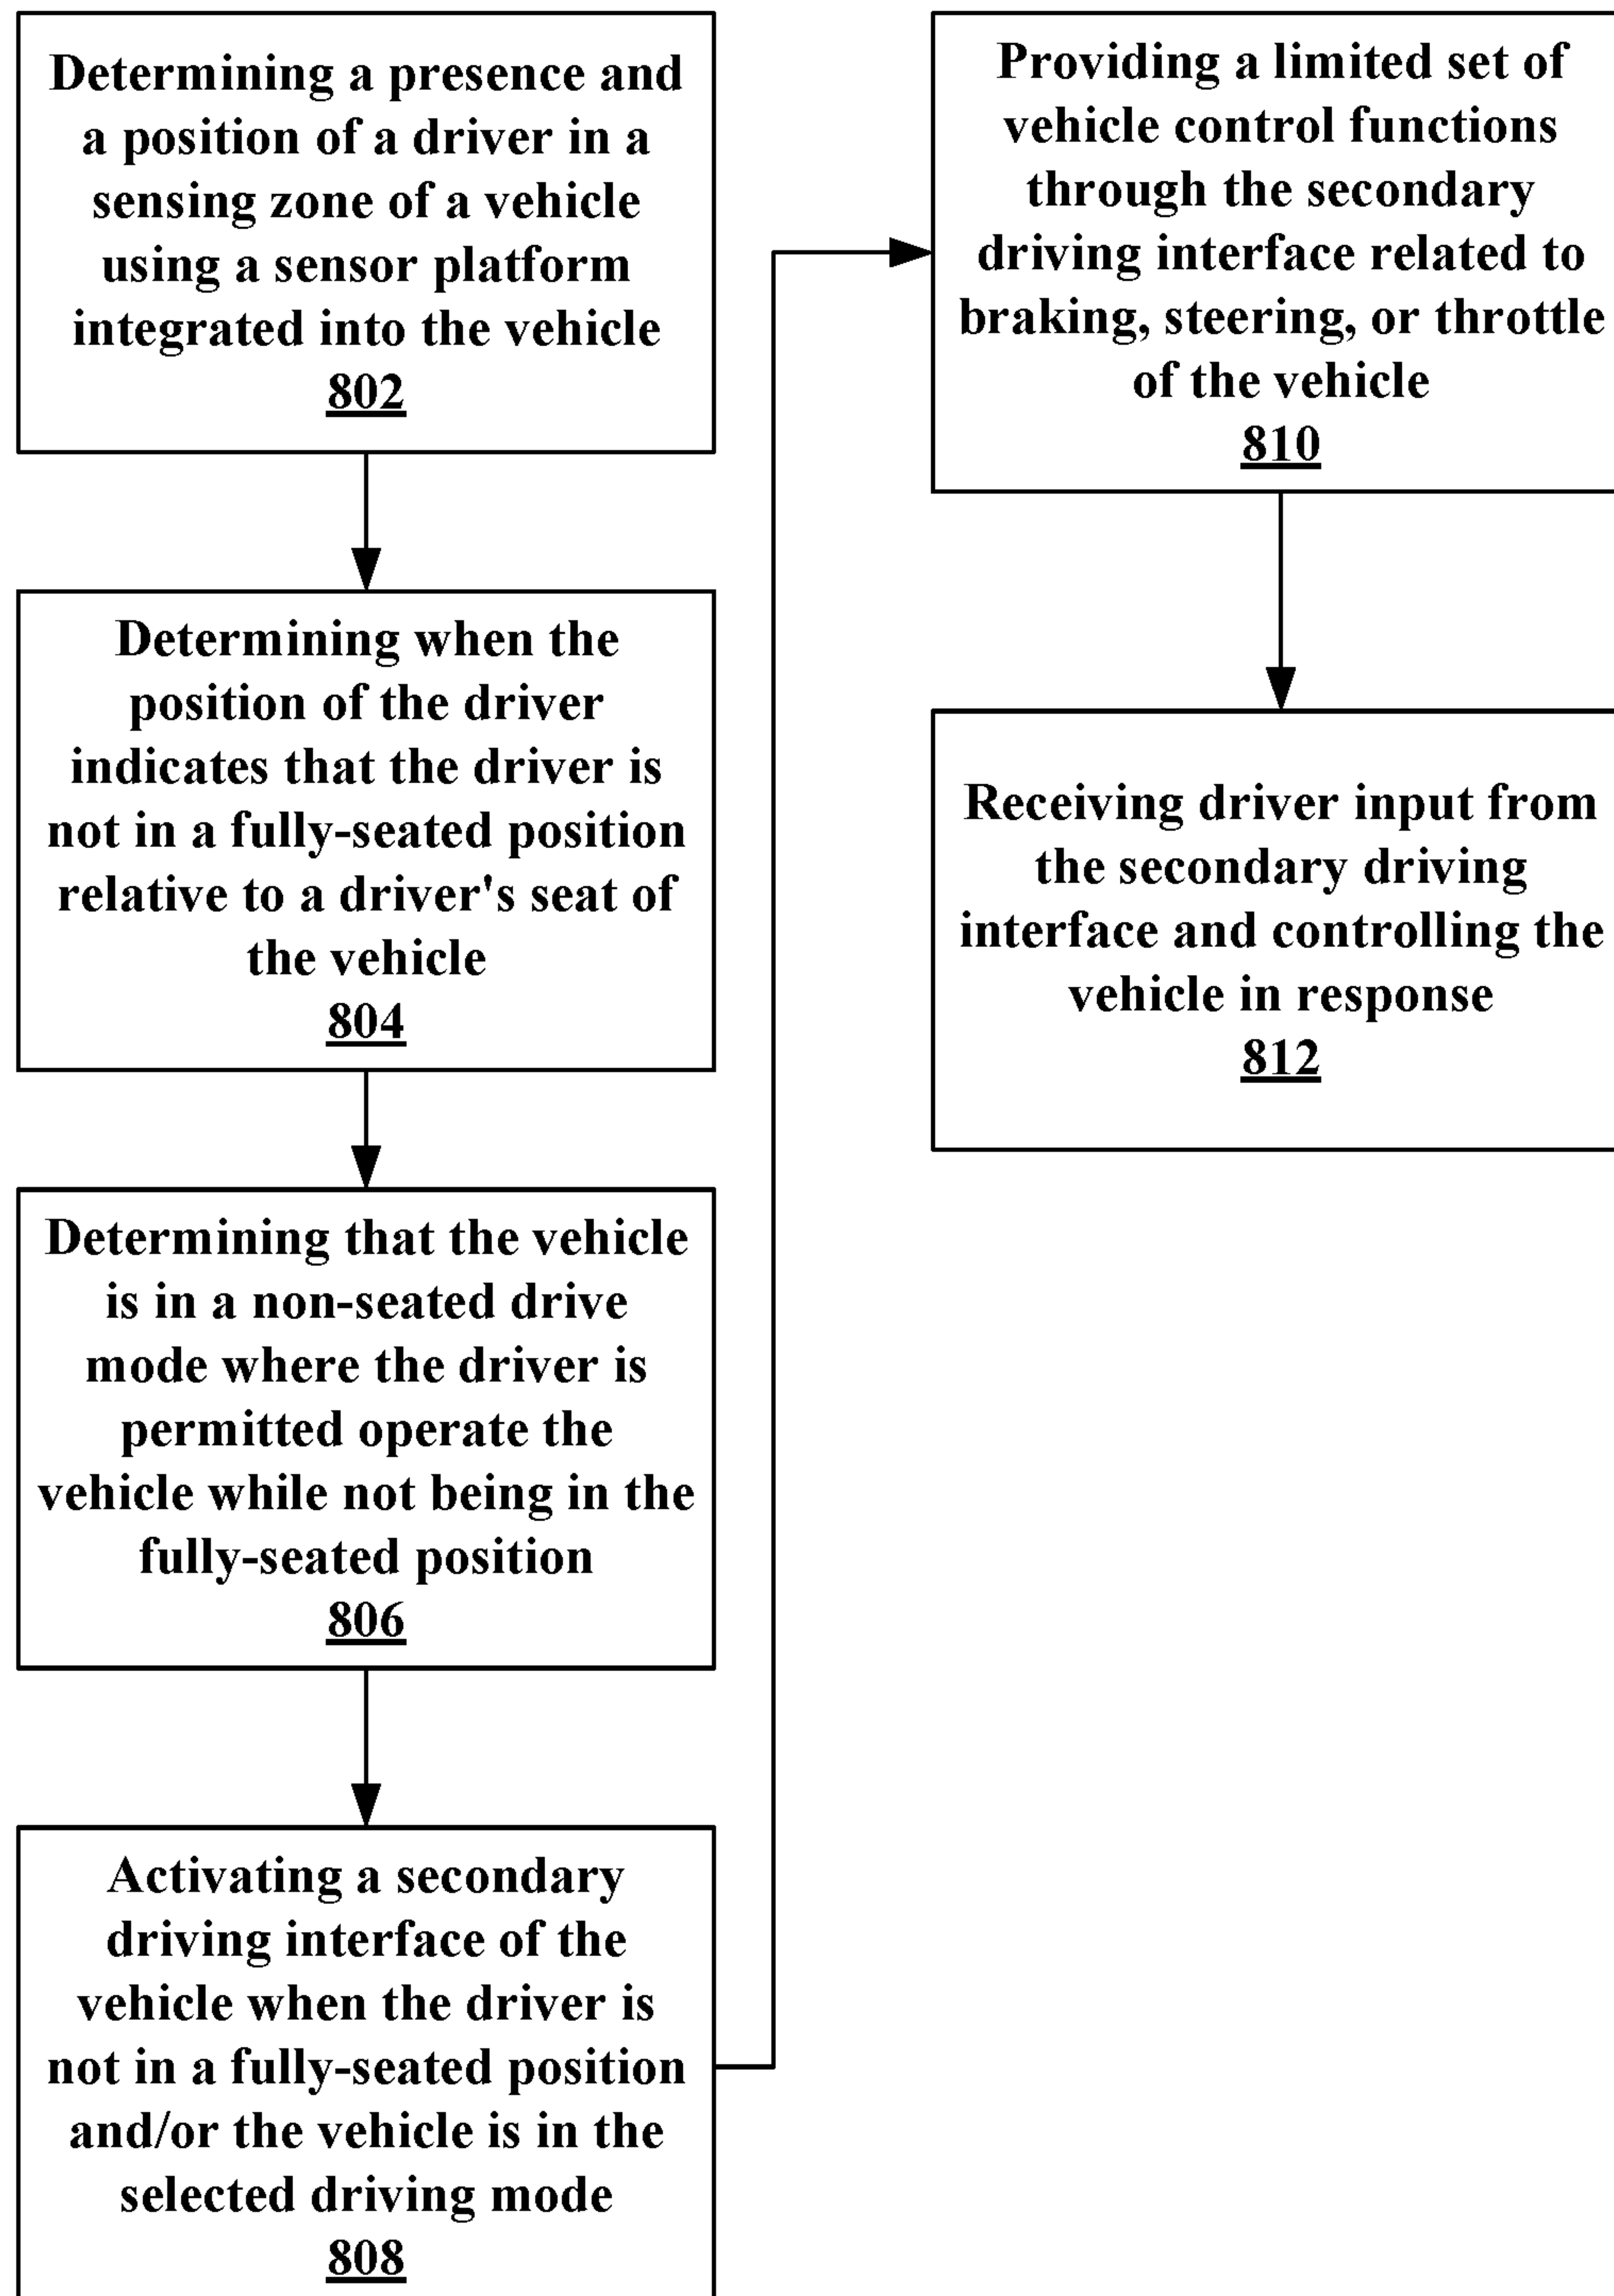 Determining a presence and
a position of a driver in a
sensing zone of a vehicle
using a sensor platform
integrated into the vehicle
802
Determining when the
position of the driver
indicates that the driver is
not in a fully-seated position
relative to a driver's seat of
the vehicle
804
Determining that the vehicle
is in a non-seated drive
mode where the driver is
permitted operate the
vehicle while not being in the
fully-seated position
806
Activating a secondary
driving interface of the
vehicle when the driver is
not in a fully-seated position
and/or the vehicle is in the
selected driving mode
808
Providing a limited set of
vehicle control functions
through the secondary
driving interface related to
braking, steering, or throttle
of the vehicle
810
Receiving driver input from
the secondary driving
interface and controlling the
vehicle in response
812